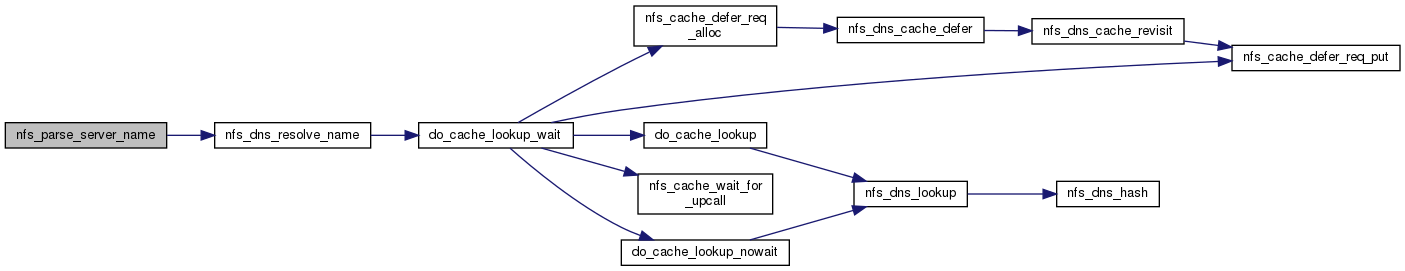 nfs_parse_server_name
nfs_dns_resolve_name
do_cache_lookup_wait
nfs_cache_defer_req
_alloc
nfs_dns_cache_defer
nfs_dns_cache_revisit
nfs_cache_defer_req_put
do_cache_lookup
nfs_cache_wait_for
_upcall
do_cache_lookup_nowait
nfs_dns_lookup
nfs_dns_hash